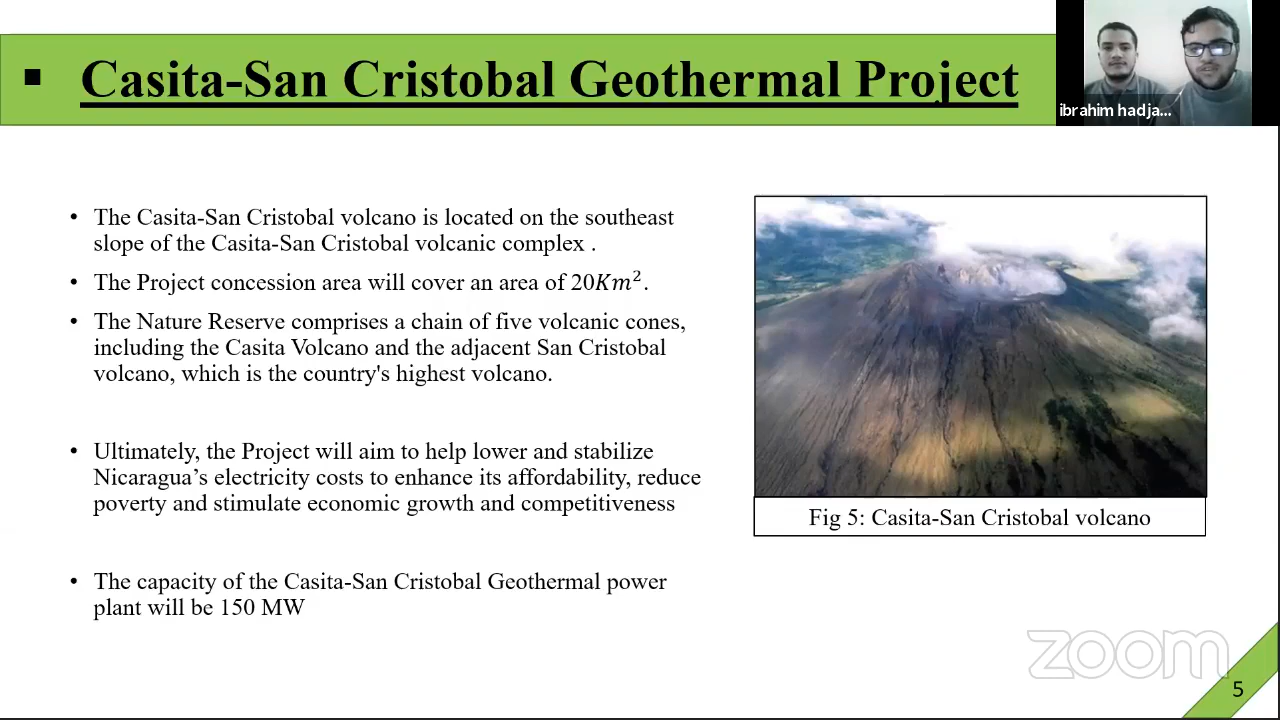 ▪ Casita-San Cristobal Geothermal Project
ibrahim hadja...
• The Casita-San Cristobal volcano is located on the southeast
slope of the Casita-San Cristobal volcanic complex .
• The Project concession area will cover an area of 20𝐾𝑚².
• The Nature Reserve comprises a chain of five volcanic cones,
including the Casita Volcano and the adjacent San Cristobal
volcano, which is the country's highest volcano.
• Ultimately, the Project will aim to help lower and stabilize
Nicaragua’s electricity costs to enhance its affordability, reduce
poverty and stimulate economic growth and competitiveness
• The capacity of the Casita-San Cristobal Geothermal power
plant will be 150 MW
Fig 5: Casita-San Cristobal volcano
zoom
5